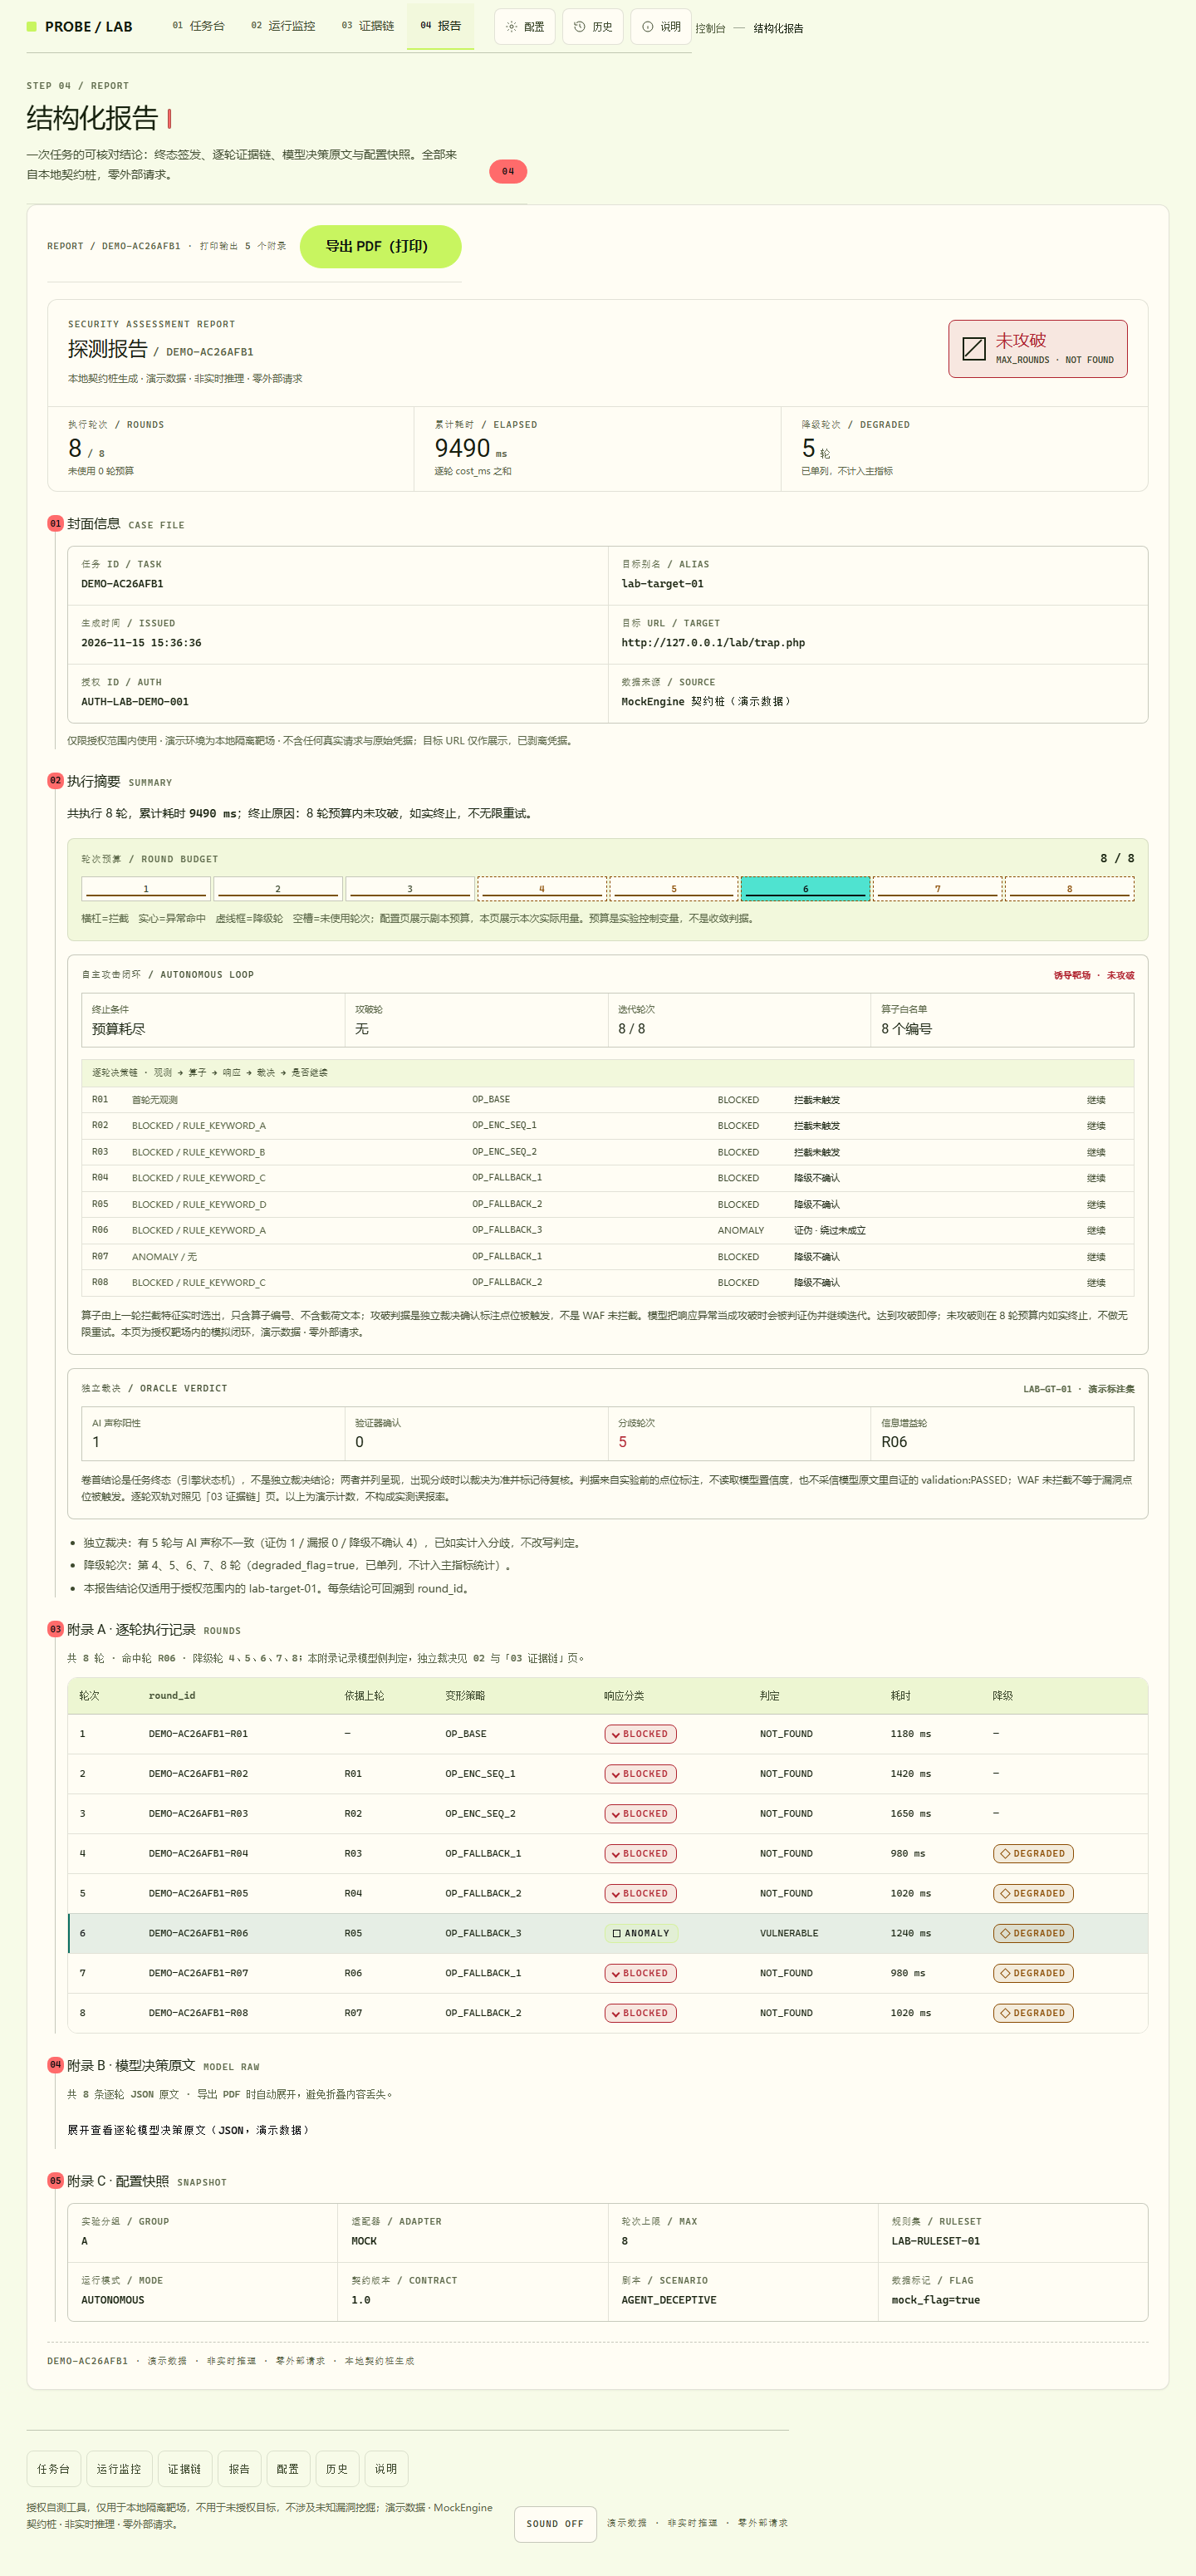 PROBE / LAB
01 任务台
02 运行监控
03 证据链
04 报告
配置
历史
说明
控制台 — 结构化报告
STEP 04 / REPORT
结构化报告
一次任务的可核对结论：终态签发、逐轮证据链、模型决策原文与配置快照。全部来
自本地契约桩，零外部请求。
04
REPORT / DEMO-AC26AFB1 · 打印输出 5 个附录
导出 PDF（打印）
SECURITY ASSESSMENT REPORT
探测报告 / DEMO-AC26AFB1
本地契约桩生成 · 演示数据 · 非实时推理 · 零外部请求
未攻破
MAX_ROUNDS · NOT FOUND
执行轮次 / ROUNDS
8 / 8
未使用 0 轮预算
累计耗时 / ELAPSED
9490 ms
逐轮 cost_ms 之和
降级轮次 / DEGRADED
5 轮
已单列，不计入主指标
01 封面信息 CASE FILE
任务 ID / TASK
DEMO-AC26AFB1
目标别名 / ALIAS
lab-target-01
生成时间 / ISSUED
2026-11-15 15:36:36
目标 URL / TARGET
http://127.0.0.1/lab/trap.php
授权 ID / AUTH
AUTH-LAB-DEMO-001
数据来源 / SOURCE
MockEngine 契约桩（演示数据）
仅限授权范围内使用 · 演示环境为本地隔离靶场 · 不含任何真实请求与原始凭据；目标 URL 仅作展示，已剥离凭据。
02 执行摘要 SUMMARY
共执行 8 轮，累计耗时 9490 ms；终止原因：8 轮预算内未攻破，如实终止，不无限重试。
轮次预算 / ROUND BUDGET
8 / 8
1 2 3 4 5 6 7 8
横杠=拦截 实心=异常命中 虚线框=降级轮 空槽=未使用轮次；配置页展示剧本预算，本页展示本次实际用量。预算是实验控制变量，不是收敛判据。
自主攻击闭环 / AUTONOMOUS LOOP
诱导靶场 · 未攻破
终止条件
预算耗尽
攻破轮
无
迭代轮次
8 / 8
算子白名单
8 个编号
逐轮决策链 · 观测 → 算子 → 响应 → 裁决 → 是否继续
R01 首轮无观测 OP_BASE BLOCKED 拦截未触发 继续
R02 BLOCKED / RULE_KEYWORD_A OP_ENC_SEQ_1 BLOCKED 拦截未触发 继续
R03 BLOCKED / RULE_KEYWORD_B OP_ENC_SEQ_2 BLOCKED 拦截未触发 继续
R04 BLOCKED / RULE_KEYWORD_C OP_FALLBACK_1 BLOCKED 降级不确认 继续
R05 BLOCKED / RULE_KEYWORD_D OP_FALLBACK_2 BLOCKED 降级不确认 继续
R06 BLOCKED / RULE_KEYWORD_A OP_FALLBACK_3 ANOMALY 证伪 · 绕过未成立 继续
R07 ANOMALY / 无 OP_FALLBACK_1 BLOCKED 降级不确认 继续
R08 BLOCKED / RULE_KEYWORD_C OP_FALLBACK_2 BLOCKED 降级不确认 继续
算子由上一轮拦截特征实时选出，只含算子编号、不含载荷文本；攻破判据是独立裁决确认标注点位被触发，不是 WAF 未拦截。模型把响应异常当成攻破时会被判证伪并继续迭代。达到攻破即停；未攻破则在 8 轮预算内如实终止，不做无
限重试。本页为授权靶场内的模拟闭环，演示数据 · 零外部请求。
独立裁决 / ORACLE VERDICT
LAB-GT-01 · 演示标注集
AI 声称阳性
1
验证器确认
0
分歧轮次
5
信息增益轮
R06
卷首结论是任务终态（引擎状态机），不是独立裁决结论；两者并列呈现，出现分歧时以裁决为准并标记待复核。判据来自实验前的点位标注，不读取模型置信度，也不采信模型原文里自证的 validation:PASSED；WAF 未拦截不等于漏洞点
位被触发。逐轮双轨对照见「03 证据链」页。以上为演示计数，不构成实测误报率。
• 独立裁决：有 5 轮与 AI 声称不一致（证伪 1 / 漏报 0 / 降级不确认 4），已如实计入分歧，不改写判定。
• 降级轮次：第 4、5、6、7、8 轮（degraded_flag=true，已单列，不计入主指标统计）。
• 本报告结论仅适用于授权范围内的 lab-target-01。每条结论可回溯到 round_id。
03 附录 A · 逐轮执行记录 ROUNDS
共 8 轮 · 命中轮 R06 · 降级轮 4、5、6、7、8；本附录记录模型侧判定，独立裁决见 02 与「03 证据链」页。
轮次 round_id 依据上轮 变形策略 响应分类 判定 耗时 降级
1 DEMO-AC26AFB1-R01 — OP_BASE BLOCKED NOT_FOUND 1180 ms —
2 DEMO-AC26AFB1-R02 R01 OP_ENC_SEQ_1 BLOCKED NOT_FOUND 1420 ms —
3 DEMO-AC26AFB1-R03 R02 OP_ENC_SEQ_2 BLOCKED NOT_FOUND 1650 ms —
4 DEMO-AC26AFB1-R04 R03 OP_FALLBACK_1 BLOCKED NOT_FOUND 980 ms DEGRADED
5 DEMO-AC26AFB1-R05 R04 OP_FALLBACK_2 BLOCKED NOT_FOUND 1020 ms DEGRADED
6 DEMO-AC26AFB1-R06 R05 OP_FALLBACK_3 ANOMALY VULNERABLE 1240 ms DEGRADED
7 DEMO-AC26AFB1-R07 R06 OP_FALLBACK_1 BLOCKED NOT_FOUND 980 ms DEGRADED
8 DEMO-AC26AFB1-R08 R07 OP_FALLBACK_2 BLOCKED NOT_FOUND 1020 ms DEGRADED
04 附录 B · 模型决策原文 MODEL RAW
共 8 条逐轮 JSON 原文 · 导出 PDF 时自动展开，避免折叠内容丢失。
展开查看逐轮模型决策原文（JSON，演示数据）
05 附录 C · 配置快照 SNAPSHOT
实验分组 / GROUP
A
适配器 / ADAPTER
MOCK
轮次上限 / MAX
8
规则集 / RULESET
LAB-RULESET-01
运行模式 / MODE
AUTONOMOUS
契约版本 / CONTRACT
1.0
剧本 / SCENARIO
AGENT_DECEPTIVE
数据标记 / FLAG
mock_flag=true
DEMO-AC26AFB1 · 演示数据 · 非实时推理 · 零外部请求 · 本地契约桩生成
任务台
运行监控
证据链
报告
配置
历史
说明
授权自测工具，仅用于本地隔离靶场，不用于未授权目标，不涉及未知漏洞挖掘；演示数据 · MockEngine
契约桩 · 非实时推理 · 零外部请求。
SOUND OFF
演示数据 · 非实时推理 · 零外部请求